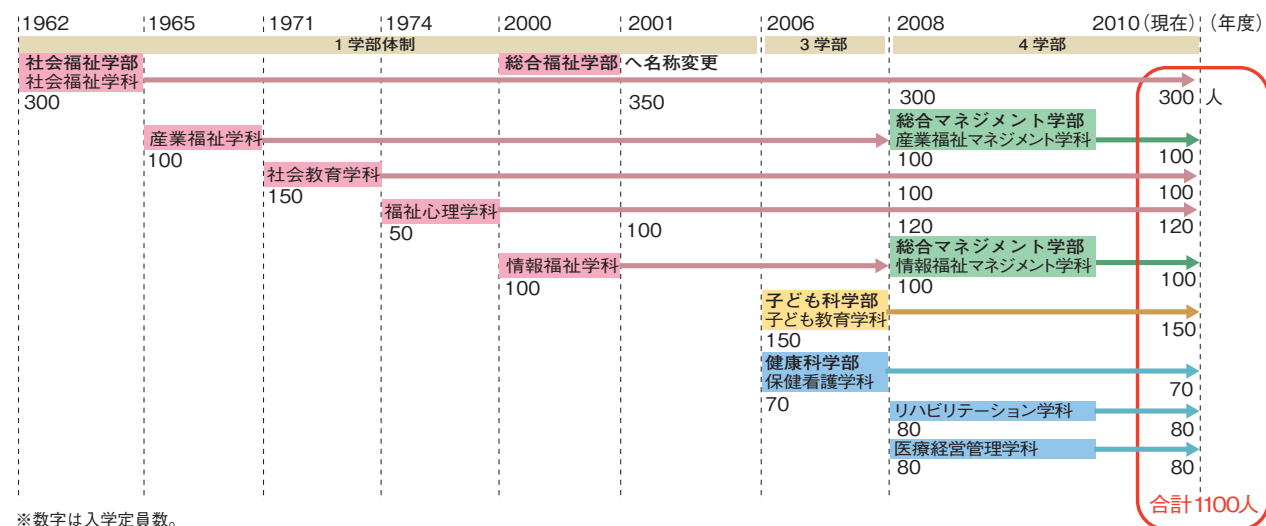 1962 1965 1971 1974 2000 2001 2006 2008 2010(現在) (年度)
1学部体制 3学部 4学部
社会福祉学部 総合福祉学部 へ名称変更
社会福祉学科
300 350 300 300 人
総合マネジメント学部
産業福祉学科 産業福祉マネジメント学科
100 100 100
社会教育学科
150 100 100
福祉心理学科
50 100 120 120
総合マネジメント学部
情報福祉学科 情報福祉マネジメント学科
100 100 100
子ども科学部
子ども教育学科
150 150
健康科学部
保健看護学科
70 70
リハビリテーション学科
80 80
医療経営管理学科
80 80
合計1100人
※数字は入学定員数。